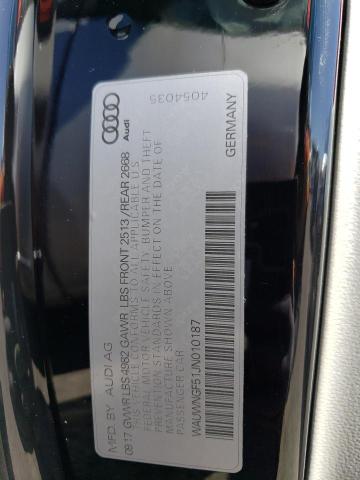 MFD. BY AUDI AG
09.17 GVWR LBS 4982 GAWR LBS FRONT 2513 /REAR 2668
THIS VEHICLE CONFORMS TO ALL APPLICABLE US
FEDERAL MOTOR VEHICLE SAFETY, BUMPER AND THEFT
PREVENTION STANDARDS IN EFFECT ON THE DATE OF
MANUFACTURE SHOWN ABOVE
PASSENGER CAR
WAUWNGF51JN010187
GERMANY
Audi
4054035